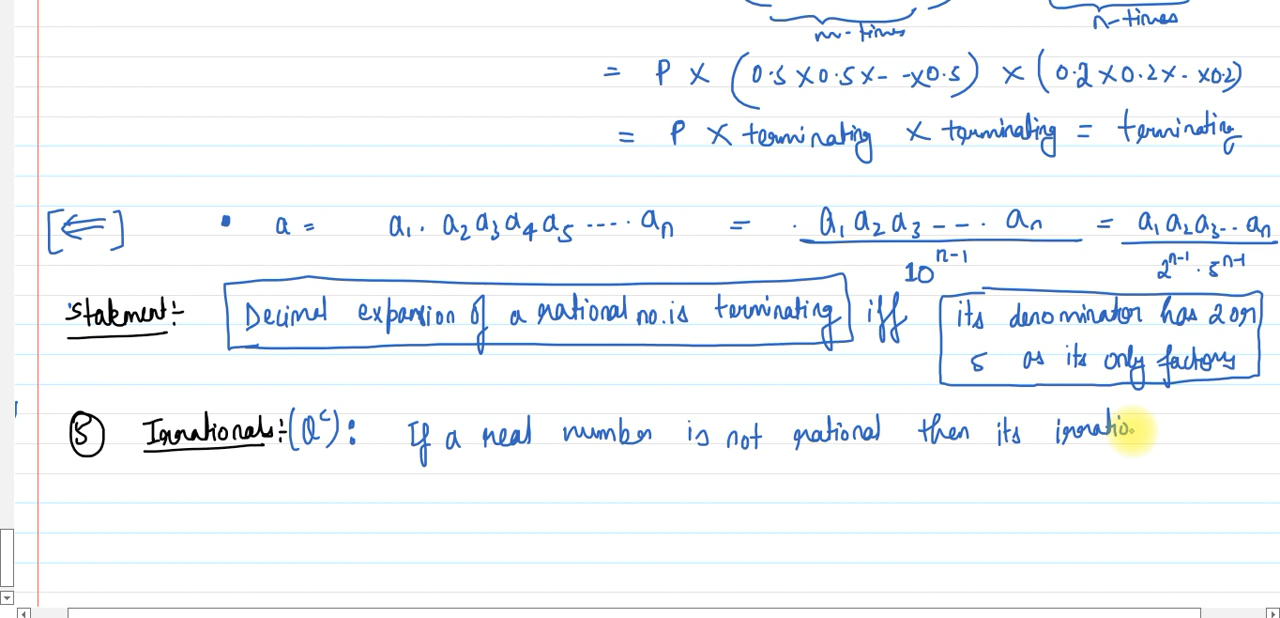 m-times n-times
= P × (0.5×0.5×- -×0.5) × (0.2×0.2×- ×0.2)
= P × terminating × terminating = terminating
[⇐] • a = a₁. a₂a₃a₄a₅ ---- aₙ = a₁a₂a₃ -- . aₙ / 10ⁿ⁻¹ = a₁a₂a₃.. aₙ / 2ⁿ⁻¹ . 5ⁿ⁻¹
Statement:- Decimal expansion of a rational no. is terminating iff its denominator has 2 or
5 as its only factors
⑤ Irrationals:- (Qᶜ): If a real number is not rational then its irratio